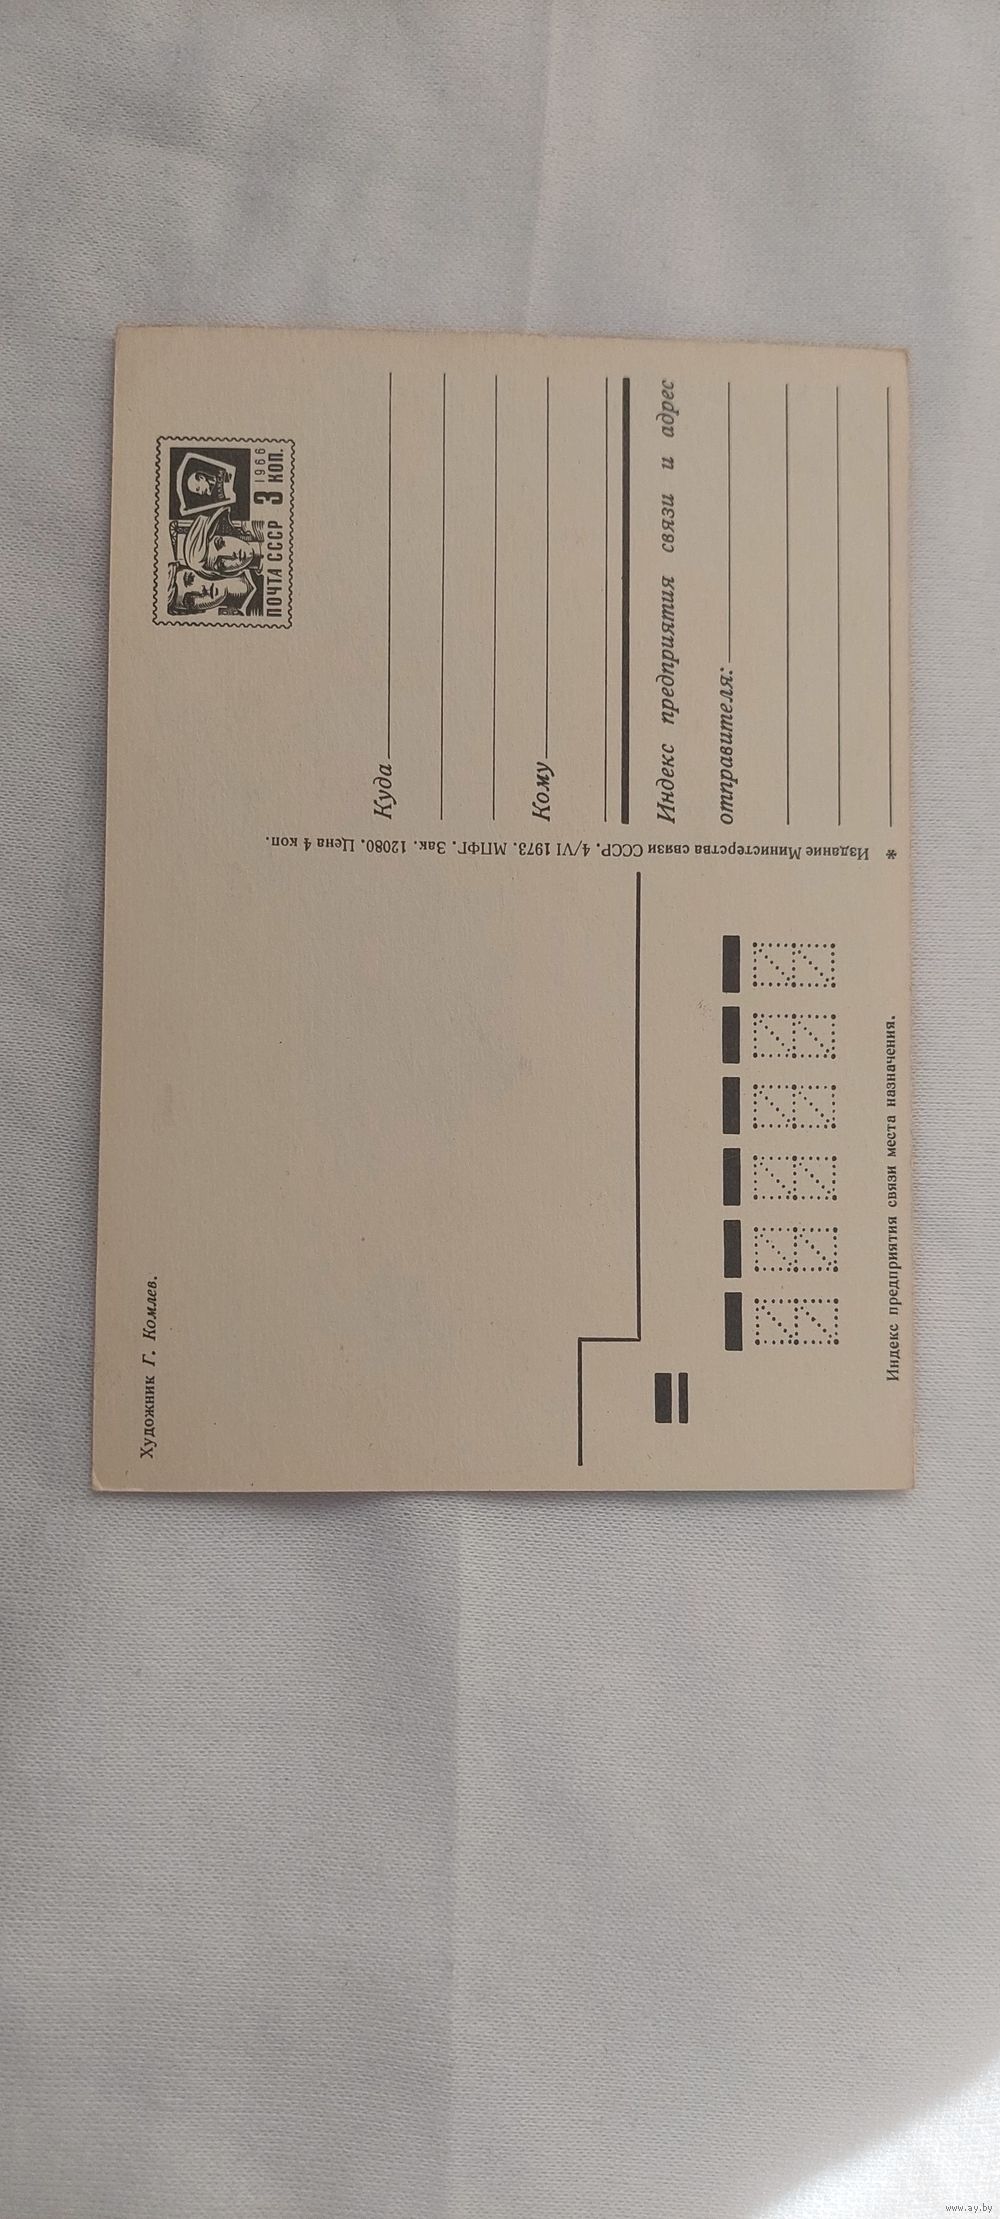 Художник Г. Комлев.
ВЛКСМ
ПОЧТА СССР 3 1966 КОП.
Куда
Кому
Индекс предприятия связи и адрес
отправителя:
* Издание Министерства связи СССР. 4/VI 1973. МПФГ. Зак. 12080. Цена 4 коп.
Индекс предприятия связи места назначения.
www.ay.by